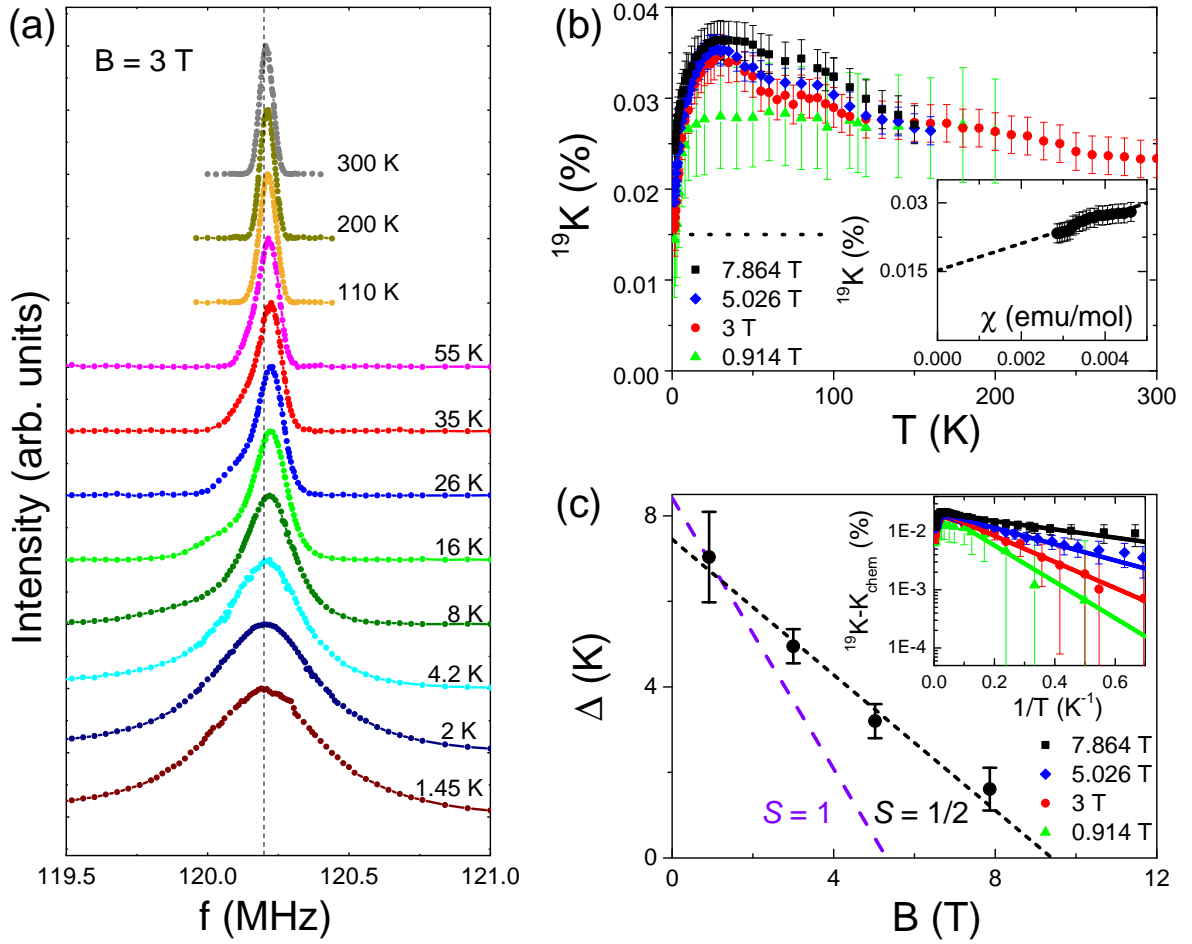 (a)
B = 3 T
300 K
200 K
110 K
55 K
35 K
26 K
16 K
8 K
4.2 K
2 K
1.45 K
Intensity (arb. units)
119.5 120.0 120.5 121.0
f (MHz)
(b)
0.04
0.03
0.02
0.01
0.00
¹⁹K (%)
7.864 T
5.026 T
3 T
0.914 T
0 100 200 300
T (K)
0.03
0.015
¹⁹K (%)
χ (emu/mol)
0.000 0.002 0.004
(c)
8
4
0
Δ (K)
S = 1
S = 1/2
0 4 8 12
B (T)
1E-2
1E-3
1E-4
¹⁹K-K_chem (%)
0.0 0.2 0.4 0.6
1/T (K⁻¹)
7.864 T
5.026 T
3 T
0.914 T